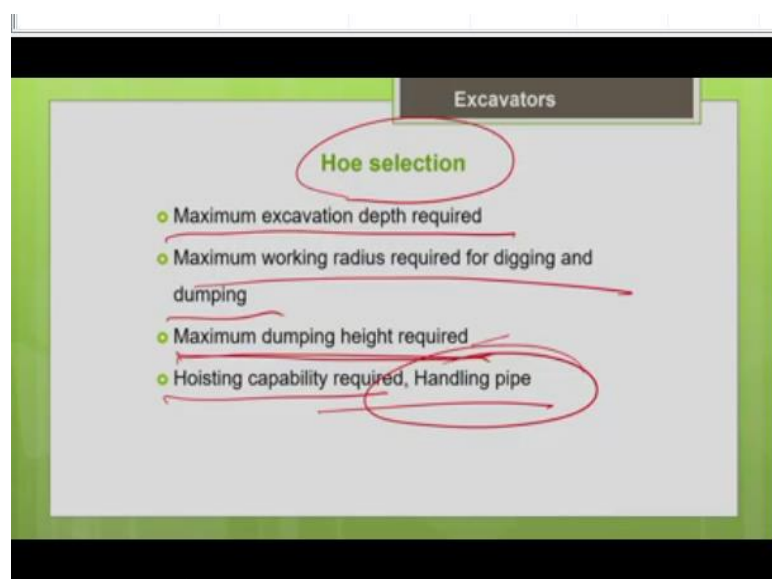 Excavators
Hoe selection
Maximum excavation depth required
Maximum working radius required for digging and
dumping
Maximum dumping height required
Hoisting capability required, Handling pipe